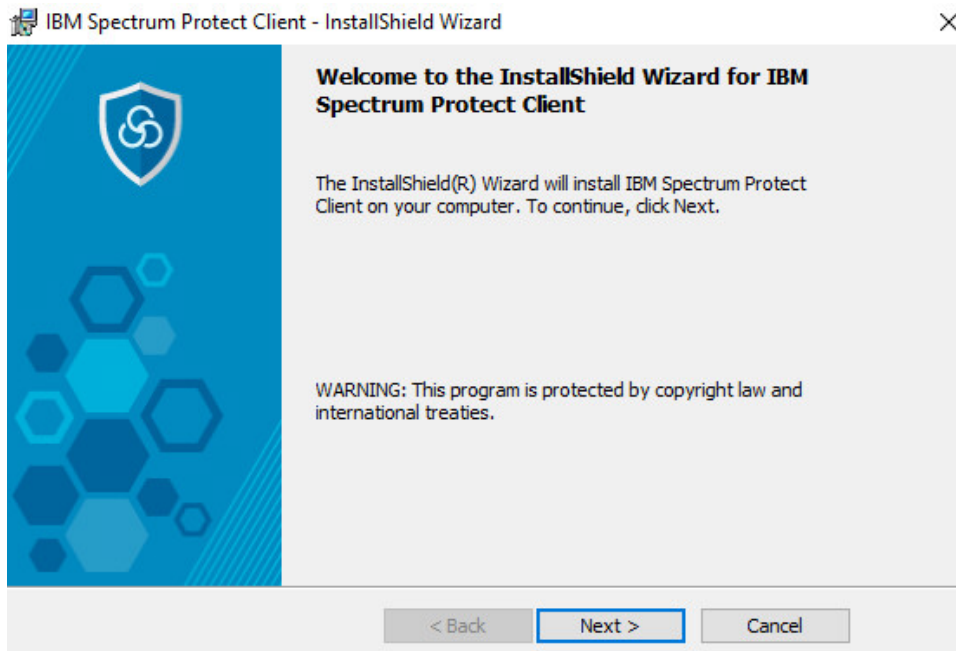 IBM Spectrum Protect Client - InstallShield Wizard
Welcome to the InstallShield Wizard for IBM
Spectrum Protect Client
The InstallShield(R) Wizard will install IBM Spectrum Protect
Client on your computer. To continue, click Next.
WARNING: This program is protected by copyright law and
international treaties.
< Back Next > Cancel